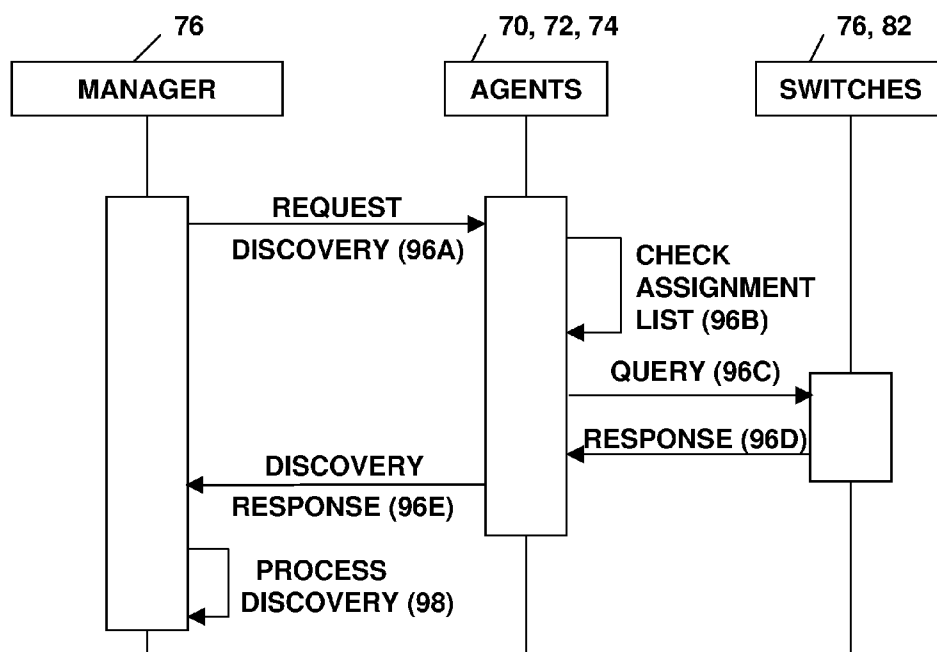 76
70, 72, 74
76, 82
MANAGER
AGENTS
SWITCHES
REQUEST
DISCOVERY (96A)
CHECK
ASSIGNMENT
LIST (96B)
QUERY (96C)
RESPONSE (96D)
DISCOVERY
RESPONSE (96E)
PROCESS
DISCOVERY (98)